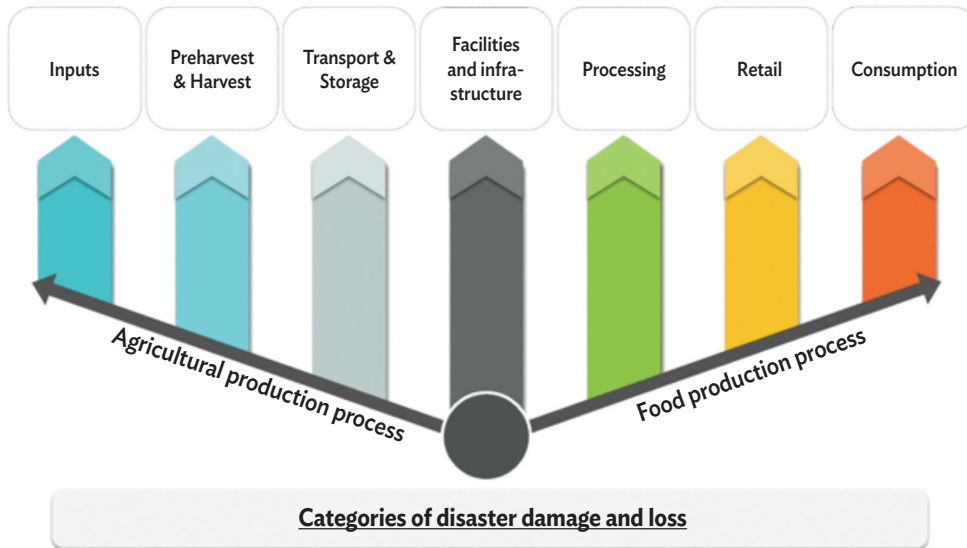 Inputs
Preharvest
& Harvest
Transport &
Storage
Facilities
and infra-
structure
Processing
Retail
Consumption
Agricultural production process
Food production process
Categories of disaster damage and loss